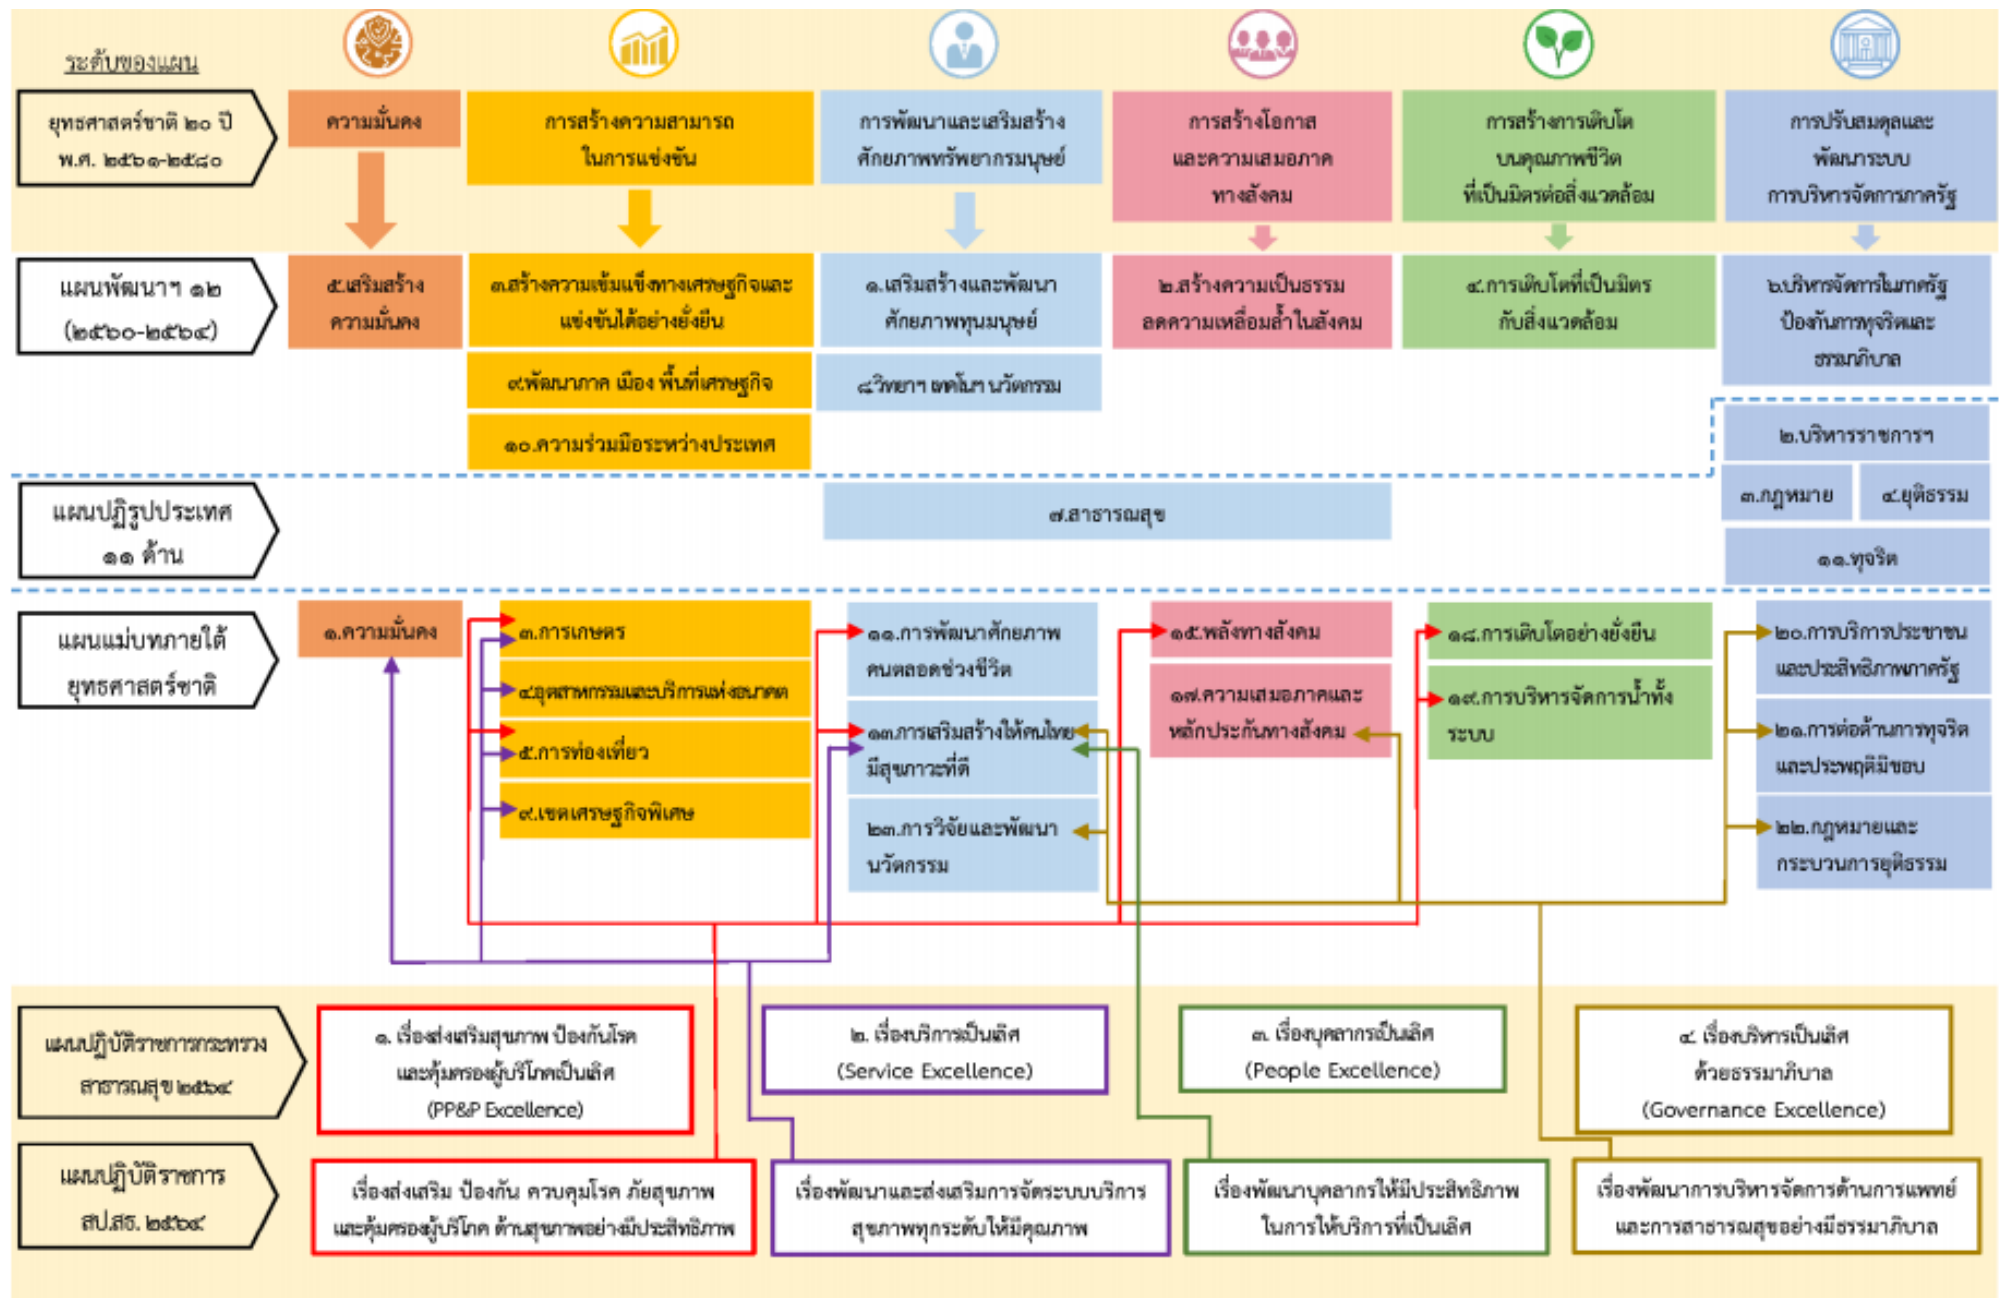 ระดับของแผน
ยุทธศาสตร์ชาติ ๒๐ ปี
พ.ศ. ๒๕๖๑-๒๕๘๐
ความมั่นคง
การสร้างความสามารถ
ในการแข่งขัน
การพัฒนาและเสริมสร้าง
ศักยภาพทรัพยากรมนุษย์
การสร้างโอกาส
และความเสมอภาค
ทางสังคม
การสร้างการเติบโต
บนคุณภาพชีวิต
ที่เป็นมิตรต่อสิ่งแวดล้อม
การปรับสมดุลและ
พัฒนาระบบ
การบริหารจัดการภาครัฐ
แผนพัฒนาฯ ๑๒
(๒๕๖๐-๒๕๖๔)
๕.เสริมสร้าง
ความมั่นคง
๓.สร้างความเข้มแข็งทางเศรษฐกิจและ
แข่งขันได้อย่างยั่งยืน
๙.พัฒนาภาค เมือง พื้นที่เศรษฐกิจ
๑๐.ความร่วมมือระหว่างประเทศ
๑.เสริมสร้างและพัฒนา
ศักยภาพทุนมนุษย์
๘.วิทยาฯ เทคโนฯ นวัตกรรม
๒.สร้างความเป็นธรรม
ลดความเหลื่อมล้ำในสังคม
๔.การเติบโตที่เป็นมิตร
กับสิ่งแวดล้อม
๖.บริหารจัดการในภาครัฐ
ป้องกันการทุจริตและ
ธรรมาภิบาล
แผนปฏิรูปประเทศ
๑๑ ด้าน
๗.สาธารณสุข
๒.บริหารราชการฯ
๓.กฎหมาย
๔.ยุติธรรม
๑๑.ทุจริต
แผนแม่บทภายใต้
ยุทธศาสตร์ชาติ
๑.ความมั่นคง
๓.การเกษตร
๔.อุตสาหกรรมและบริการแห่งอนาคต
๕.การท่องเที่ยว
๙.เขตเศรษฐกิจพิเศษ
๑๑.การพัฒนาศักยภาพ
คนตลอดช่วงชีวิต
๑๓.การเสริมสร้างให้คนไทย
มีสุขภาวะที่ดี
๒๓.การวิจัยและพัฒนา
นวัตกรรม
๑๕.พลังทางสังคม
๑๗.ความเสมอภาคและ
หลักประกันทางสังคม
๑๘.การเติบโตอย่างยั่งยืน
๑๙.การบริหารจัดการน้ำทั้ง
ระบบ
๒๐.การบริการประชาชน
และประสิทธิภาพภาครัฐ
๒๑.การต่อต้านการทุจริต
และประพฤติมิชอบ
๒๒.กฎหมายและ
กระบวนการยุติธรรม
แผนปฏิบัติราชการกระทรวง
สาธารณสุข ๒๕๖๔
๑. เรื่องส่งเสริมสุขภาพ ป้องกันโรค
และคุ้มครองผู้บริโภคเป็นเลิศ
(PP&P Excellence)
๒. เรื่องบริการเป็นเลิศ
(Service Excellence)
๓. เรื่องบุคลากรเป็นเลิศ
(People Excellence)
๔. เรื่องบริหารเป็นเลิศ
ด้วยธรรมาภิบาล
(Governance Excellence)
แผนปฏิบัติราชการ
สป.สธ. ๒๕๖๔
เรื่องส่งเสริม ป้องกัน ควบคุมโรค ภัยสุขภาพ
และคุ้มครองผู้บริโภค ด้านสุขภาพอย่างมีประสิทธิภาพ
เรื่องพัฒนาและส่งเสริมการจัดระบบบริการ
สุขภาพทุกระดับให้มีคุณภาพ
เรื่องพัฒนาบุคลากรให้มีประสิทธิภาพ
ในการให้บริการที่เป็นเลิศ
เรื่องพัฒนาการบริหารจัดการด้านการแพทย์
และการสาธารณสุขอย่างมีธรรมาภิบาล